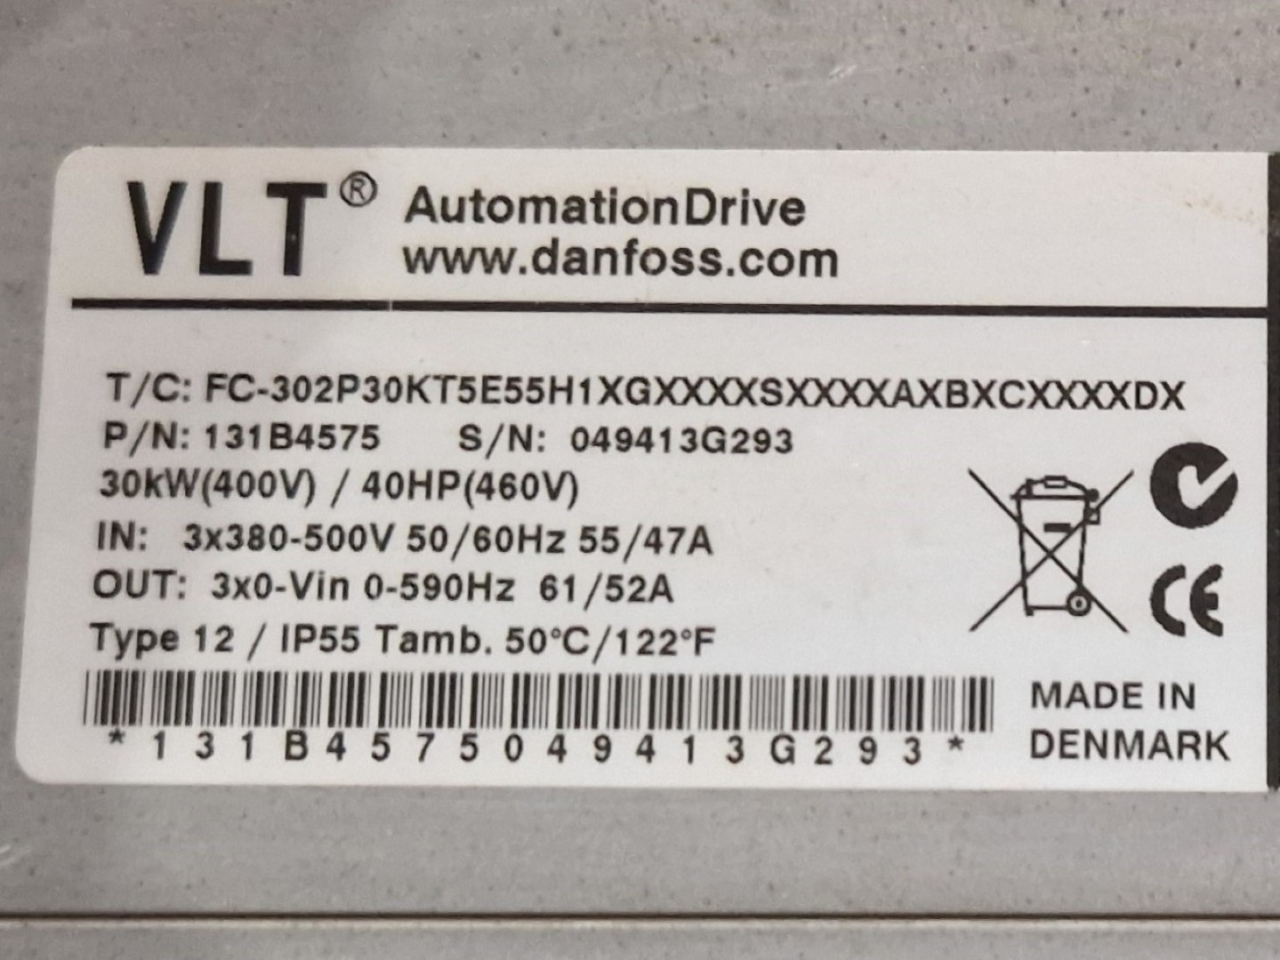 VLT® AutomationDrive
www.danfoss.com
T/C: FC-302P30KT5E55H1XGXXXXSXXXXAXBXCXXXXDX
P/N: 131B4575 S/N: 049413G293
30kW(400V) / 40HP(460V)
IN: 3x380-500V 50/60Hz 55/47A
OUT: 3x0-Vin 0-590Hz 61/52A
Type 12 / IP55 Tamb. 50°C/122°F
CE
*131B4575049413G293*
MADE IN
DENMARK